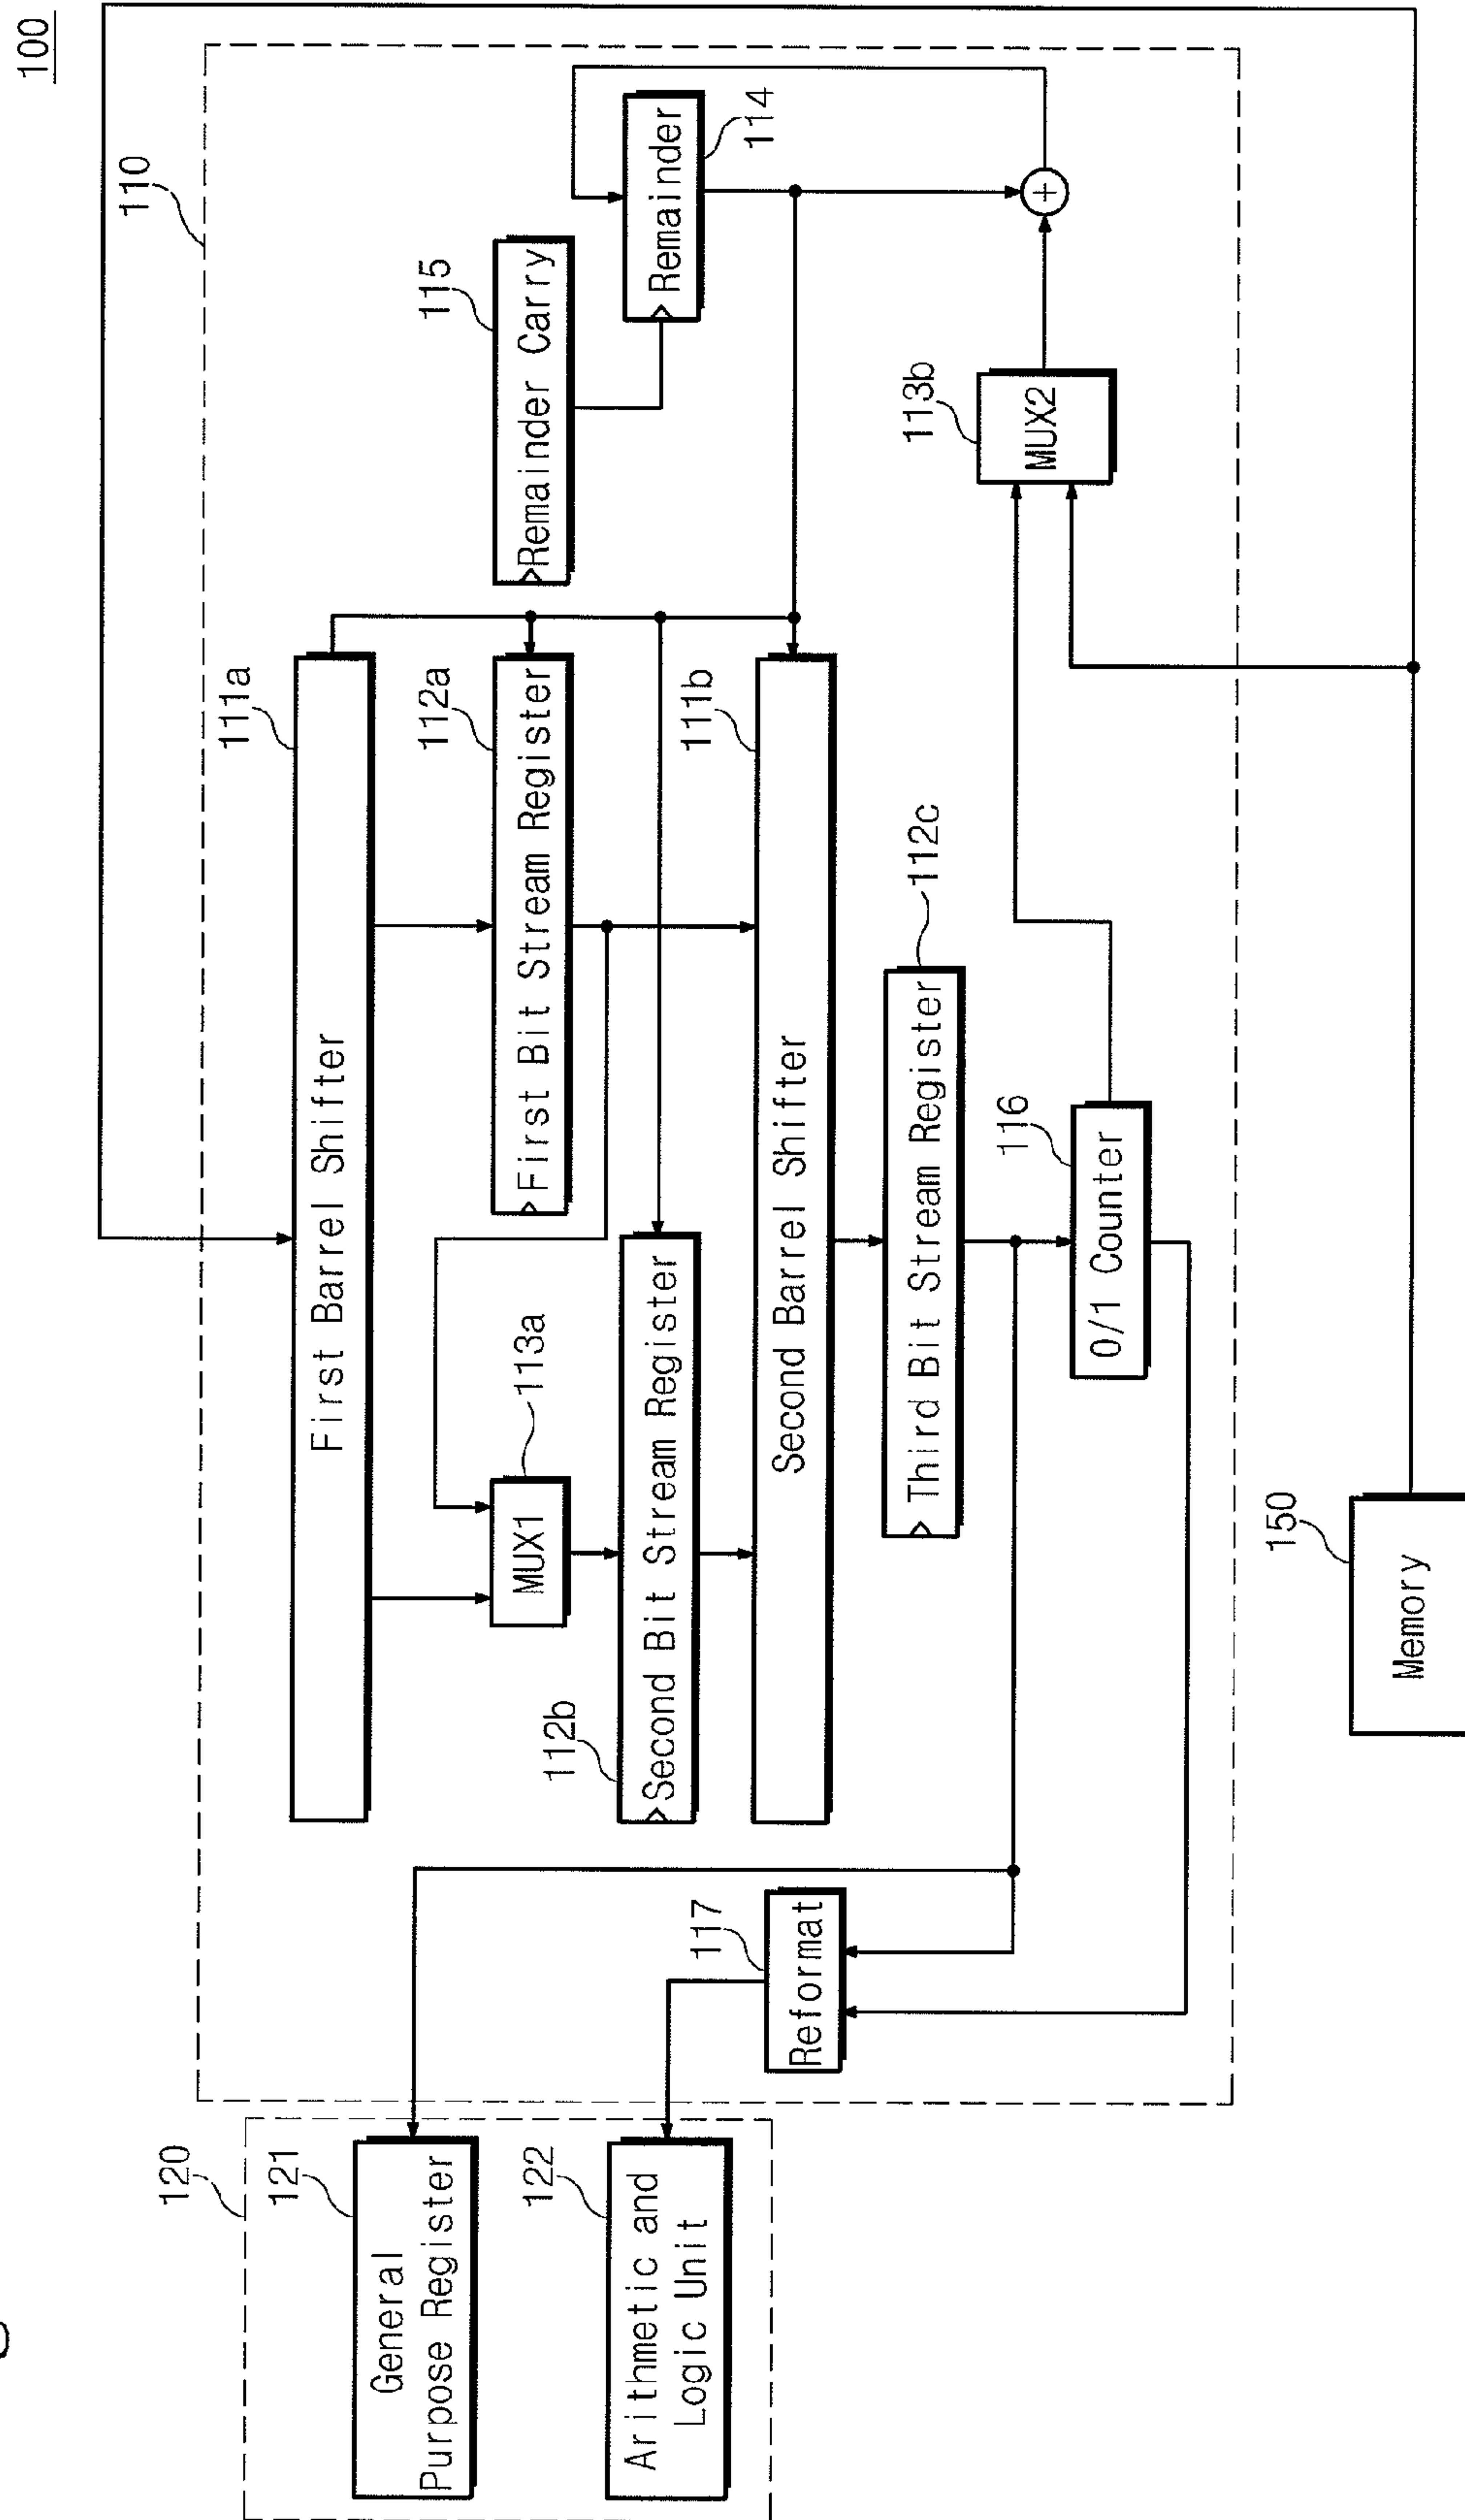 100
110
First Barrel Shifter
111a
Remainder Carry
115
Remainder
114
First Bit Stream Register
112a
MUX1
113a
Second Bit Stream Register
112b
Second Barrel Shifter
111b
Third Bit Stream Register
112c
0/1 Counter
116
MUX2
113b
+
Reformat
117
120
General
Purpose Register
121
Arithmetic and
Logic Unit
122
Memory
150